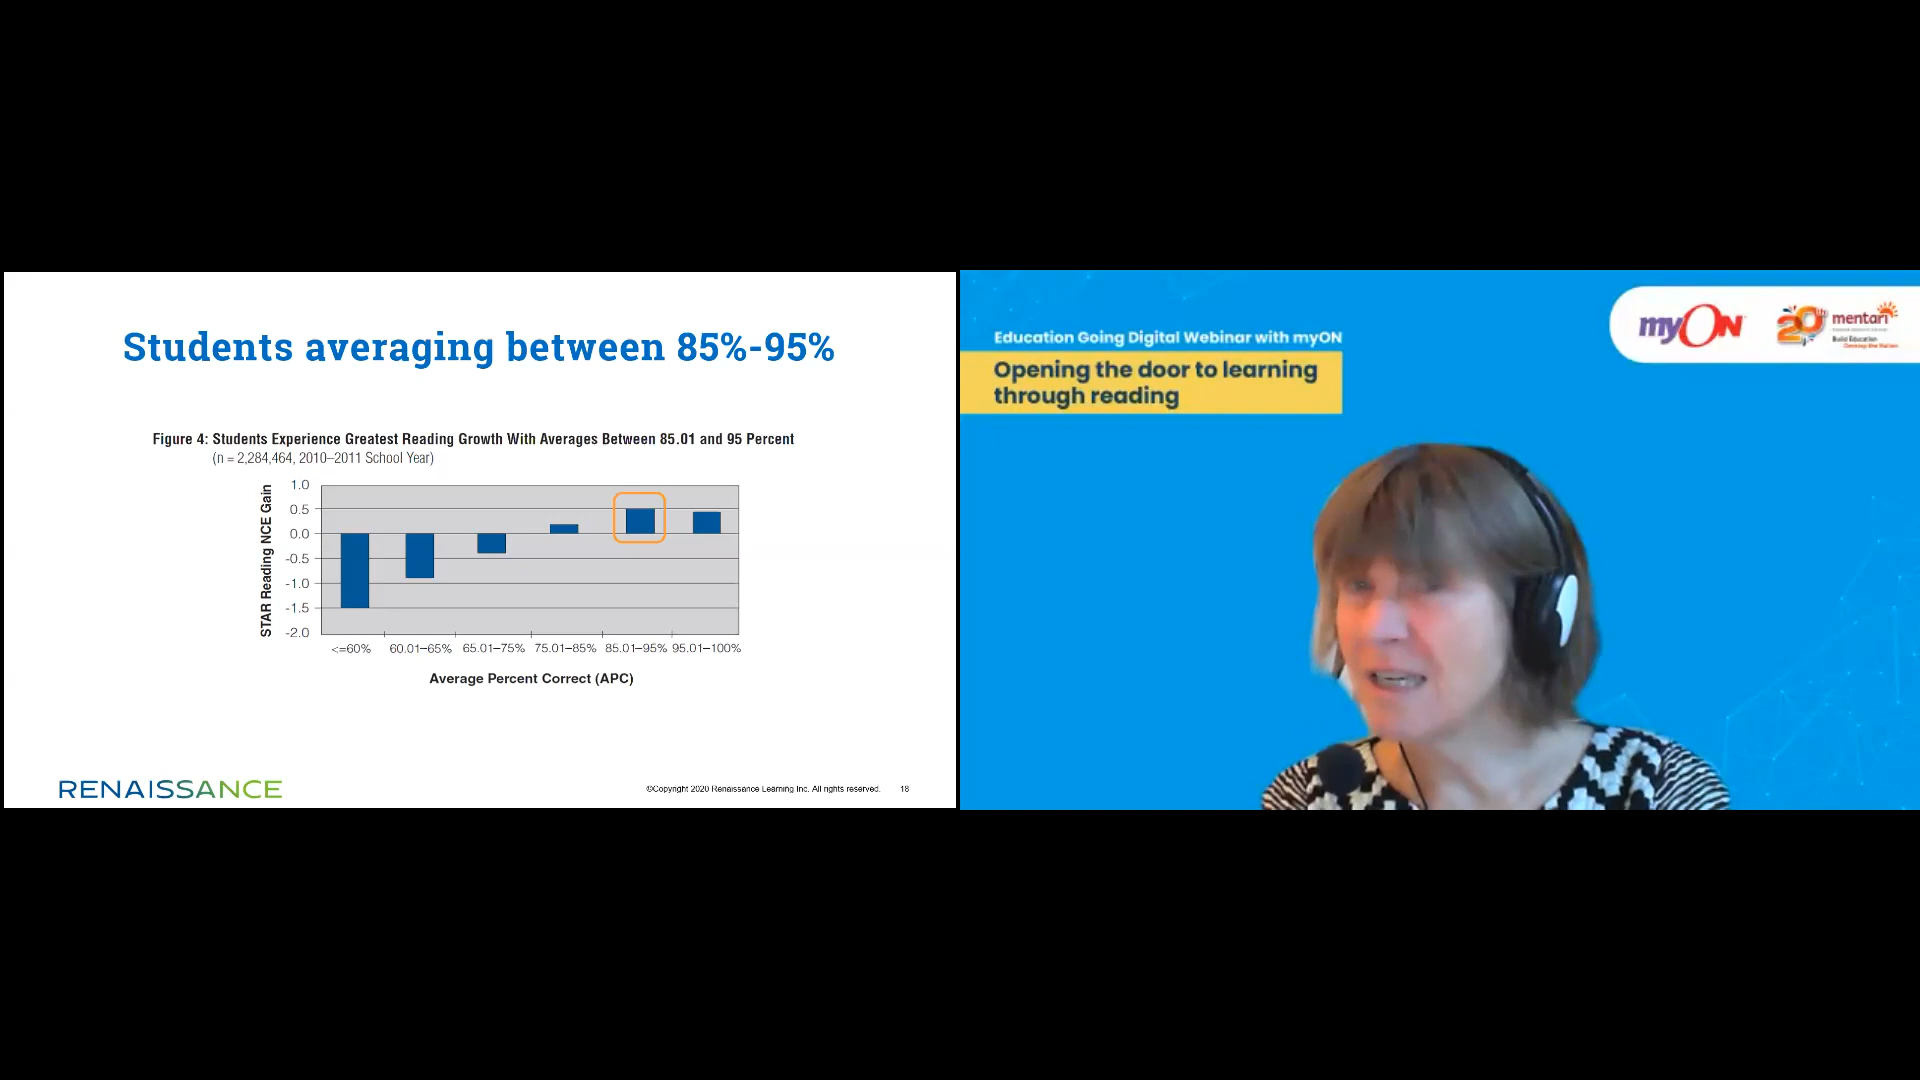 Students averaging between 85%-95%
Figure 4: Students Experience Greatest Reading Growth With Averages Between 85.01 and 95 Percent
(n = 2,284,464, 2010–2011 School Year)
STAR Reading NCE Gain
1.0
0.5
0.0
-0.5
-1.0
-1.5
-2.0
<=60% 60.01–65% 65.01–75% 75.01–85% 85.01–95% 95.01–100%
Average Percent Correct (APC)
RENAISSANCE
©Copyright 2020 Renaissance Learning Inc. All rights reserved. 18
Education Going Digital Webinar with myON
Opening the door to learning
through reading
myON
20 mentari
Build Education